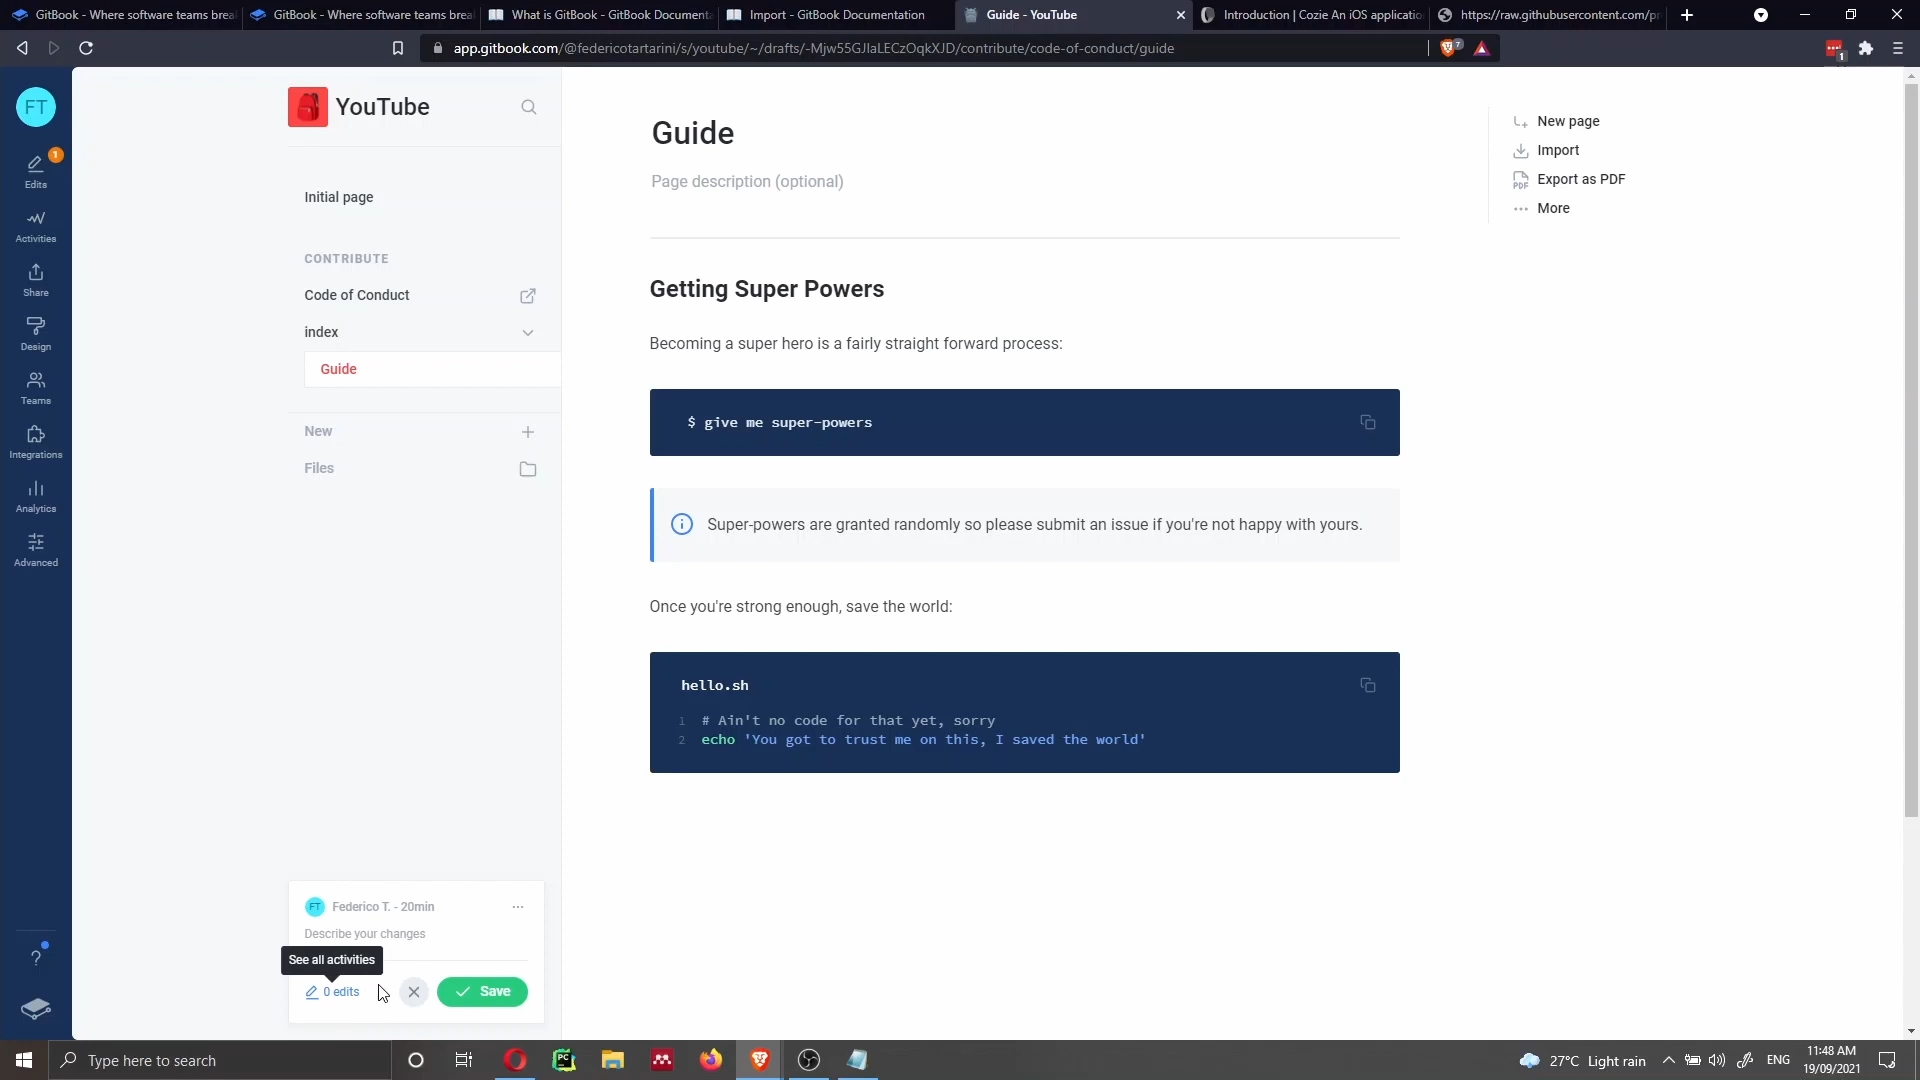 GitBook - Where software teams brea
GitBook - Where software teams brea
What is GitBook - GitBook Documenta
Import - GitBook Documentation
Guide - YouTube
Introduction | Cozie An iOS applicatio
https://raw.githubusercontent.com/pr
app.gitbook.com/@federicotartarini/s/youtube/~/drafts/-Mjw55GJIaLECzOqkXJD/contribute/code-of-conduct/guide
7
1
FT
YouTube
1
Edits
Activities
Share
Design
Teams
Integrations
Analytics
Advanced
?
Initial page
CONTRIBUTE
Code of Conduct
index
Guide
New
Files
Guide
Page description (optional)
Getting Super Powers
Becoming a super hero is a fairly straight forward process:
$ give me super-powers
Super-powers are granted randomly so please submit an issue if you're not happy with yours.
Once you're strong enough, save the world:
hello.sh
1 # Ain't no code for that yet, sorry
2 echo 'You got to trust me on this, I saved the world'
New page
Import
PDF
Export as PDF
More
FT
Federico T. - 20min
Describe your changes
See all activities
0 edits
Save
Type here to search
PC
27°C Light rain
ENG
11:48 AM
19/09/2021